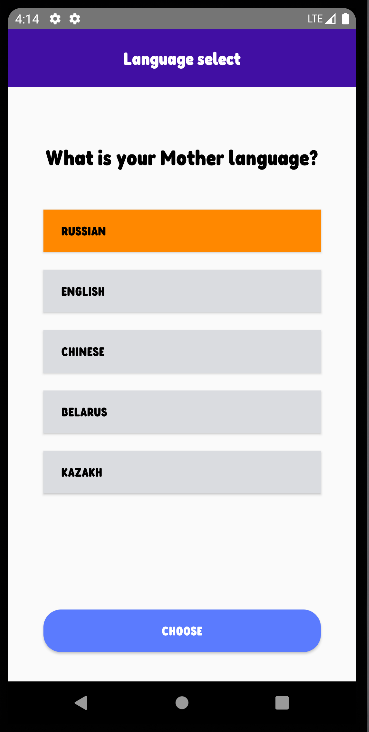 4:14 LTE
Language select
What is your Mother language?
RUSSIAN
ENGLISH
CHINESE
BELARUS
KAZAKH
CHOOSE